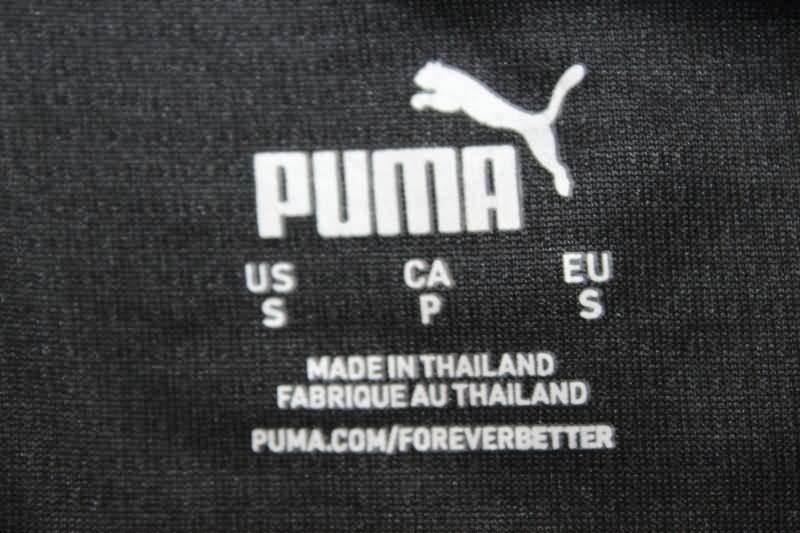 PUMA
US CA EU
S P S
MADE IN THAILAND
FABRIQUE AU THAILAND
PUMA.COM/FOREVERBETTER